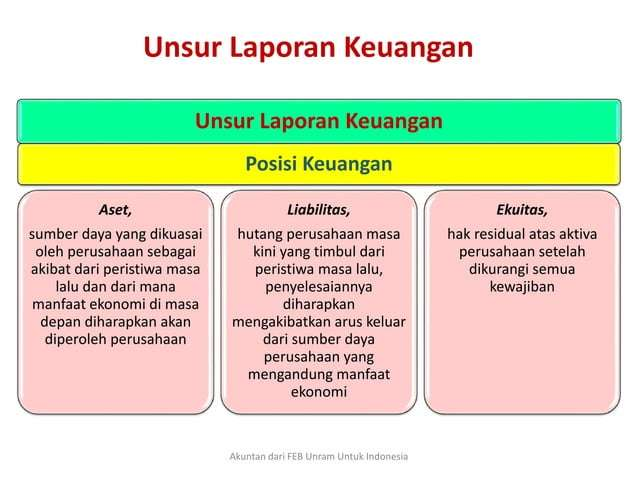 Unsur Laporan Keuangan
Unsur Laporan Keuangan
Posisi Keuangan
Aset,
sumber daya yang dikuasai
oleh perusahaan sebagai
akibat dari peristiwa masa
lalu dan dari mana
manfaat ekonomi di masa
depan diharapkan akan
diperoleh perusahaan
Liabilitas,
hutang perusahaan masa
kini yang timbul dari
peristiwa masa lalu,
penyelesaiannya
diharapkan
mengakibatkan arus keluar
dari sumber daya
perusahaan yang
mengandung manfaat
ekonomi
Ekuitas,
hak residual atas aktiva
perusahaan setelah
dikurangi semua
kewajiban
Akuntan dari FEB Unram Untuk Indonesia